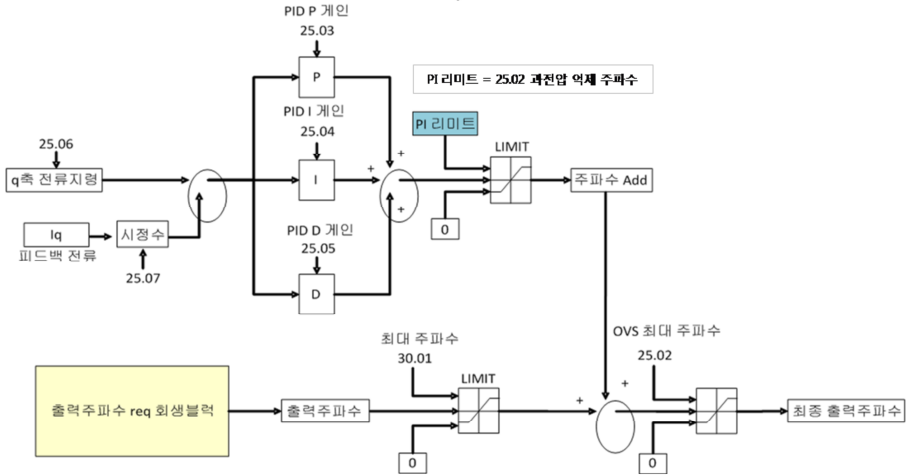 PID P 게인
25.03
P
PI 리미트 = 25.02 과전압 억제 주파수
PID I 게인
25.04
PI 리미트
25.06
LIMIT
q축 전류지령
I
+
+
+
주파수 Add
0
Iq
시정수
피드백 전류
25.07
PID D 게인
25.05
D
최대 주파수
30.01
OVS 최대 주파수
25.02
LIMIT
출력주파수 req 회생블럭
출력주파수
+
+
최종 출력주파수
0
0